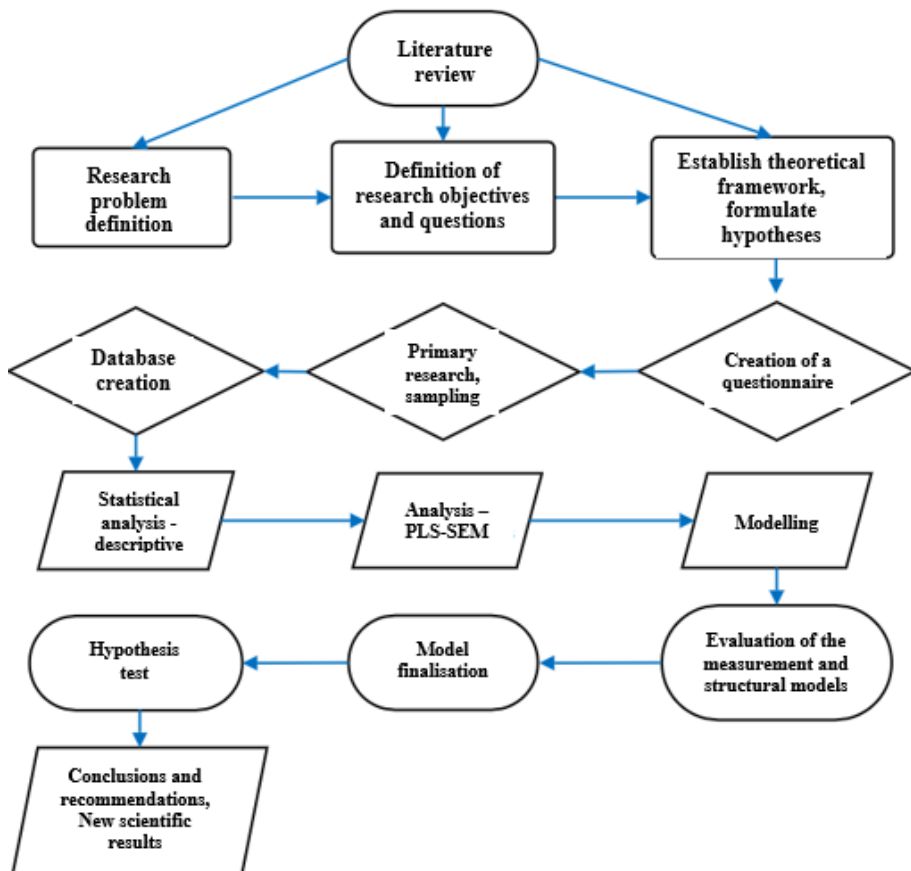 Literature
review
Research
problem
definition
Definition of
research objectives
and questions
Establish theoretical
framework,
formulate
hypotheses
Database
creation
Primary
research,
sampling
Creation of a
questionnaire
Statistical
analysis -
descriptive
Analysis –
PLS-SEM
Modelling
Hypothesis
test
Model
finalisation
Evaluation of the
measurement and
structural models
Conclusions and
recommendations,
New scientific
results